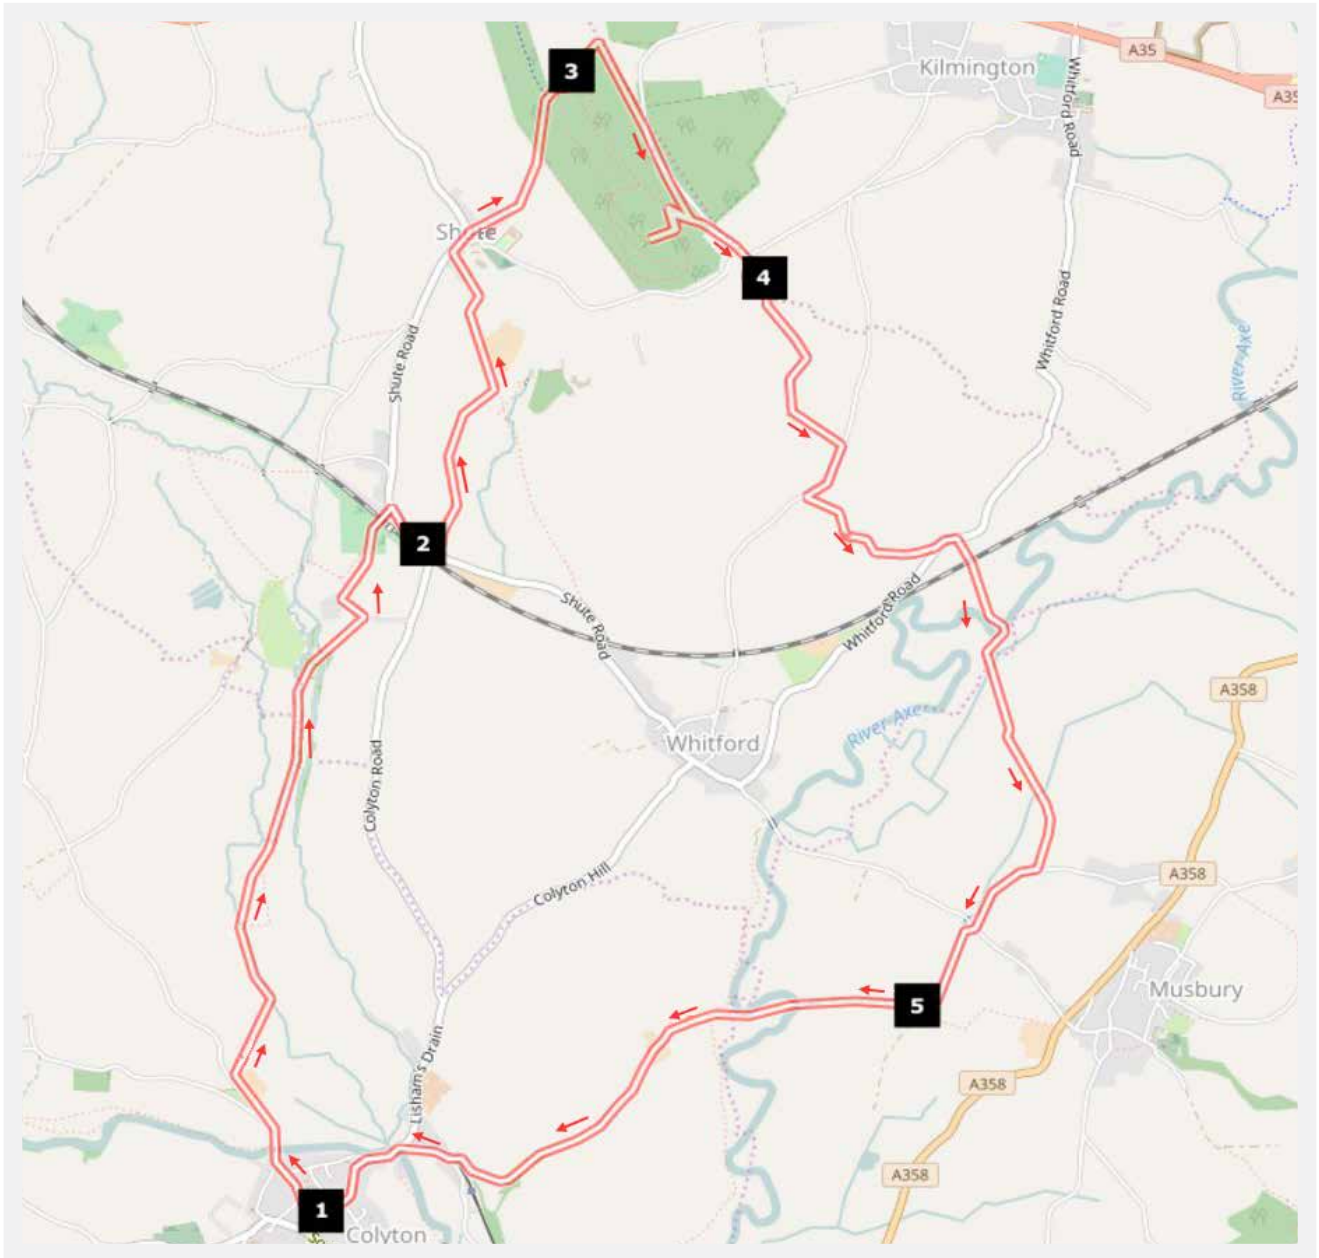 3
Kilmington
A35
A35
Whitford Road
Shute
4
Whitford Road
River Axe
Shute Road
2
Shute Road
Whitford Road
A358
River Axe
Whitford
Colyton Road
Colyton Hill
A358
Musbury
5
Lisham's Drain
A358
A358
1
Colyton